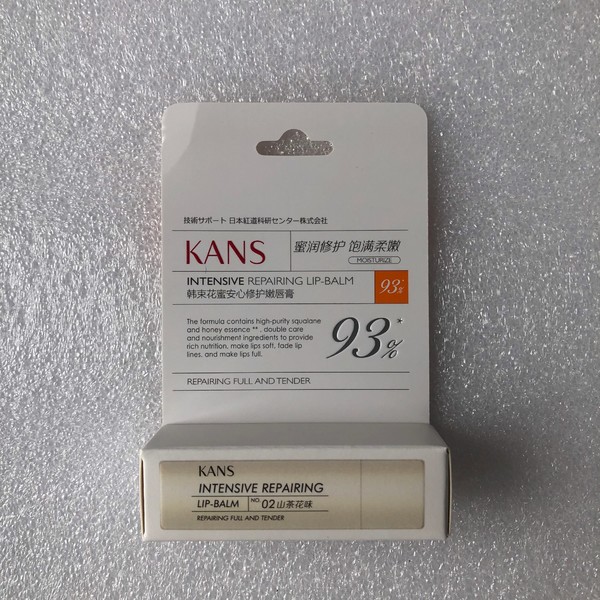 技術サポート 日本紅道科研センター株式会社
KANS
蜜润修护 饱满柔嫩
MOISTURIZE
INTENSIVE REPAIRING LIP-BALM
韩束花蜜安心修护嫩唇膏
93%
The formula contains high-purity squalane
and honey essence ** , double care
and nourishment ingredients to provide
rich nutrition, make lips soft, fade lip
lines, and make lips full.
93%*
REPAIRING FULL AND TENDER
KANS
INTENSIVE REPAIRING
LIP-BALM NO. 02 山茶花味
REPAIRING FULL AND TENDER